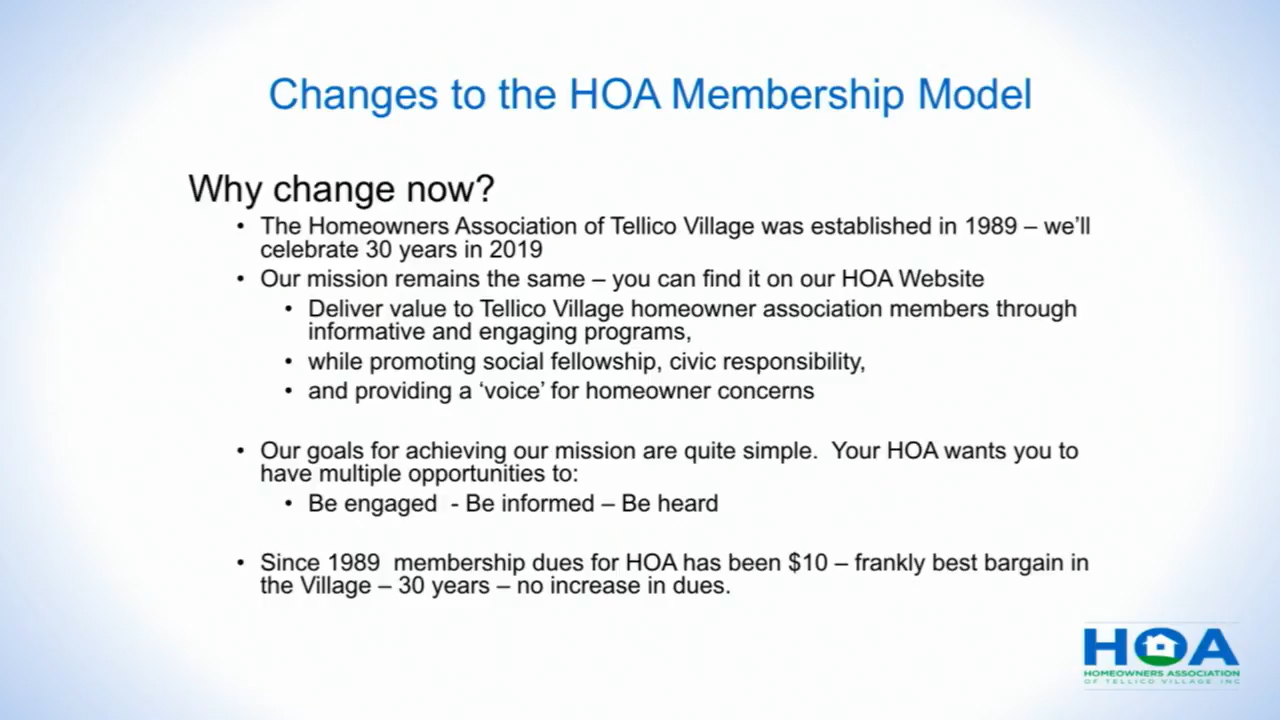 Changes to the HOA Membership Model
Why change now?
• The Homeowners Association of Tellico Village was established in 1989 – we’ll
celebrate 30 years in 2019
• Our mission remains the same – you can find it on our HOA Website
• Deliver value to Tellico Village homeowner association members through
informative and engaging programs,
• while promoting social fellowship, civic responsibility,
• and providing a ‘voice’ for homeowner concerns
• Our goals for achieving our mission are quite simple.  Your HOA wants you to
have multiple opportunities to:
• Be engaged  - Be informed – Be heard
• Since 1989  membership dues for HOA has been $10 – frankly best bargain in
the Village – 30 years – no increase in dues.
HOA
HOMEOWNERS ASSOCIATION
OF TELLICO VILLAGE INC